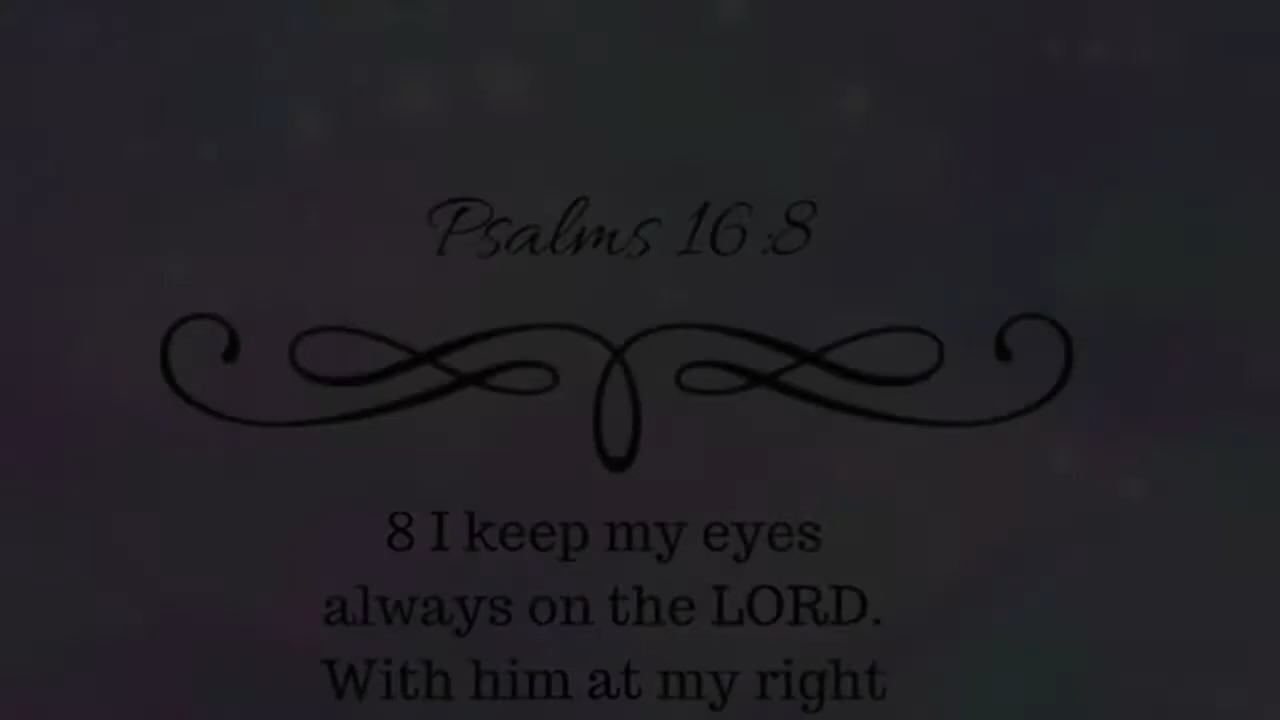 Psalms 16:8
8 I keep my eyes
always on the LORD.
With him at my right